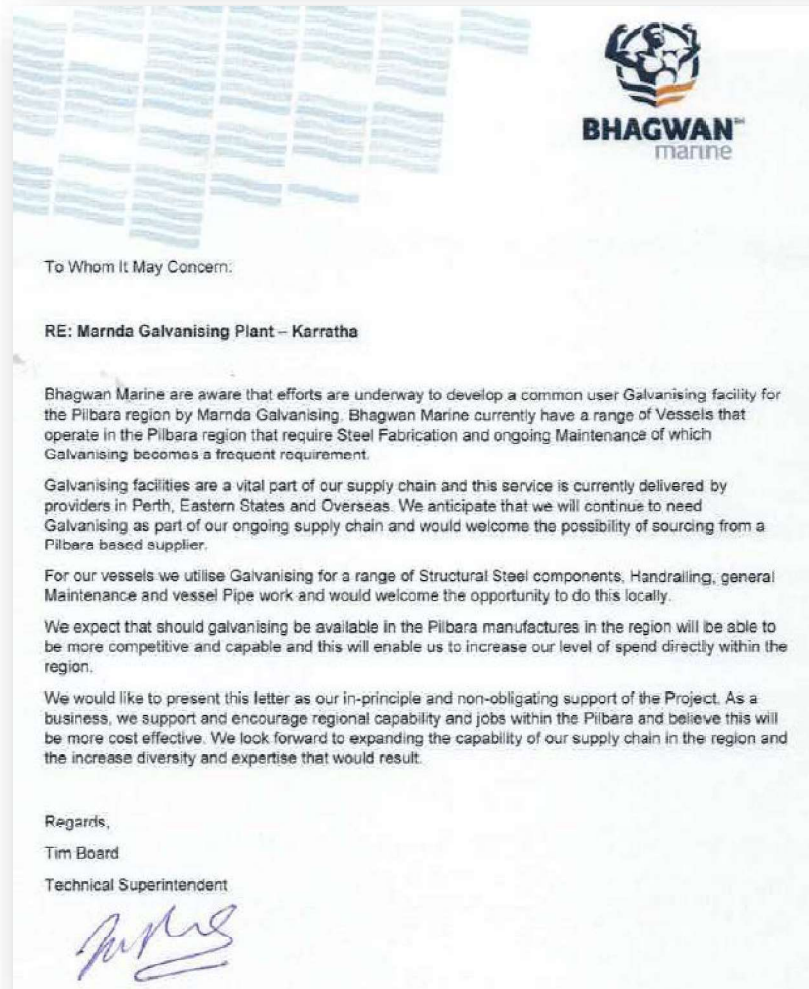 BHAGWAN
marine
To Whom It May Concern:
RE: Marnda Galvanising Plant – Karratha
Bhagwan Marine are aware that efforts are underway to develop a common user Galvanising facility for
the Pilbara region by Marnda Galvanising. Bhagwan Marine currently have a range of Vessels that
operate in the Pilbara region that require Steel Fabrication and ongoing Maintenance of which
Galvanising becomes a frequent requirement.
Galvanising facilities are a vital part of our supply chain and this service is currently delivered by
providers in Perth, Eastern States and Overseas. We anticipate that we will continue to need
Galvanising as part of our ongoing supply chain and would welcome the possibility of sourcing from a
Pilbara based supplier.
For our vessels we utilise Galvanising for a range of Structural Steel components, Handrailing, general
Maintenance and vessel Pipe work and would welcome the opportunity to do this locally.
We expect that should galvanising be available in the Pilbara manufactures in the region will be able to
be more competitive and capable and this will enable us to increase our level of spend directly within the
region.
We would like to present this letter as our in-principle and non-obligating support of the Project. As a
business, we support and encourage regional capability and jobs within the Pilbara and believe this will
be more cost effective. We look forward to expanding the capability of our supply chain in the region and
the increase diversity and expertise that would result.
Regards,
Tim Board
Technical Superintendent